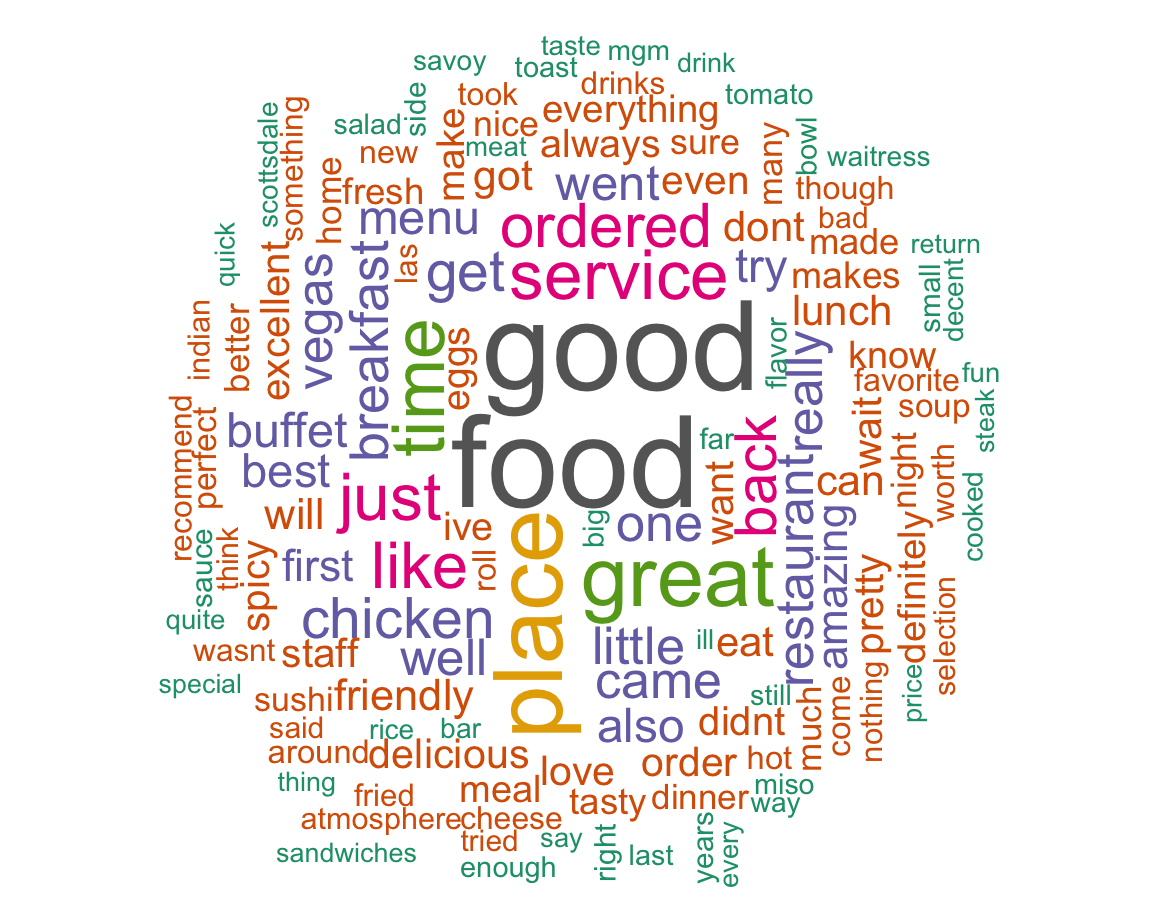 taste
mgm
savoy
toast
drink
drinks
took
side
tomato
everything
scottsdale
something
salad
nice
make
meat
always
sure
many
bowl
waitress
new
home
fresh
got
went
even
though
menu
ordered
dont
bad
made
return
quick
excellent
vegas
breakfast
las
get
service
try
makes
small
decent
indian
better
time
eggs
good
flavor
lunch
really
know
favorite
fun
recommend
perfect
buffet
food
far
back
wait
soup
steak
best
just
want
restaurant
can
night
worth
cooked
will
ive
big
one
sauce
think
spicy
first
like
roll
place
great
amazing
pretty
definitely
selection
quite
chicken
wasnt
staff
well
little
ill
eat
special
sushi
friendly
came
still
much
come
nothing
price
said
rice
bar
also
didnt
around
delicious
love
order
hot
thing
fried
meal
tasty
dinner
miso
way
atmosphere
cheese
tried
say
right
last
years
every
sandwiches
enough